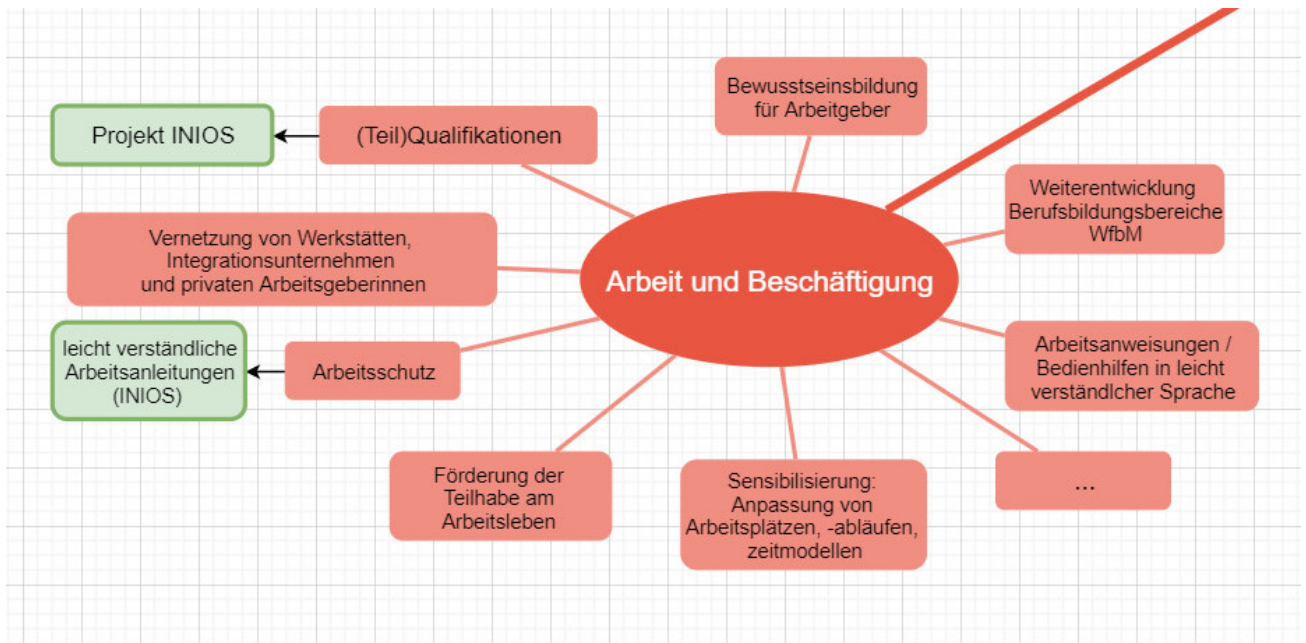 Bewusstseinsbildung
für Arbeitgeber
Projekt INIOS
(Teil)Qualifikationen
Weiterentwicklung
Berufsbildungsbereiche
WfbM
Vernetzung von Werkstätten,
Integrationsunternehmen
und privaten Arbeitsgeberinnen
Arbeit und Beschäftigung
leicht verständliche
Arbeitsanleitungen
(INIOS)
Arbeitsschutz
Arbeitsanweisungen /
Bedienhilfen in leicht
verständlcher Sprache
Förderung der
Teilhabe am
Arbeitsleben
Sensibilisierung:
Anpassung von
Arbeitsplätzen, -abläufen,
zeitmodellen
...